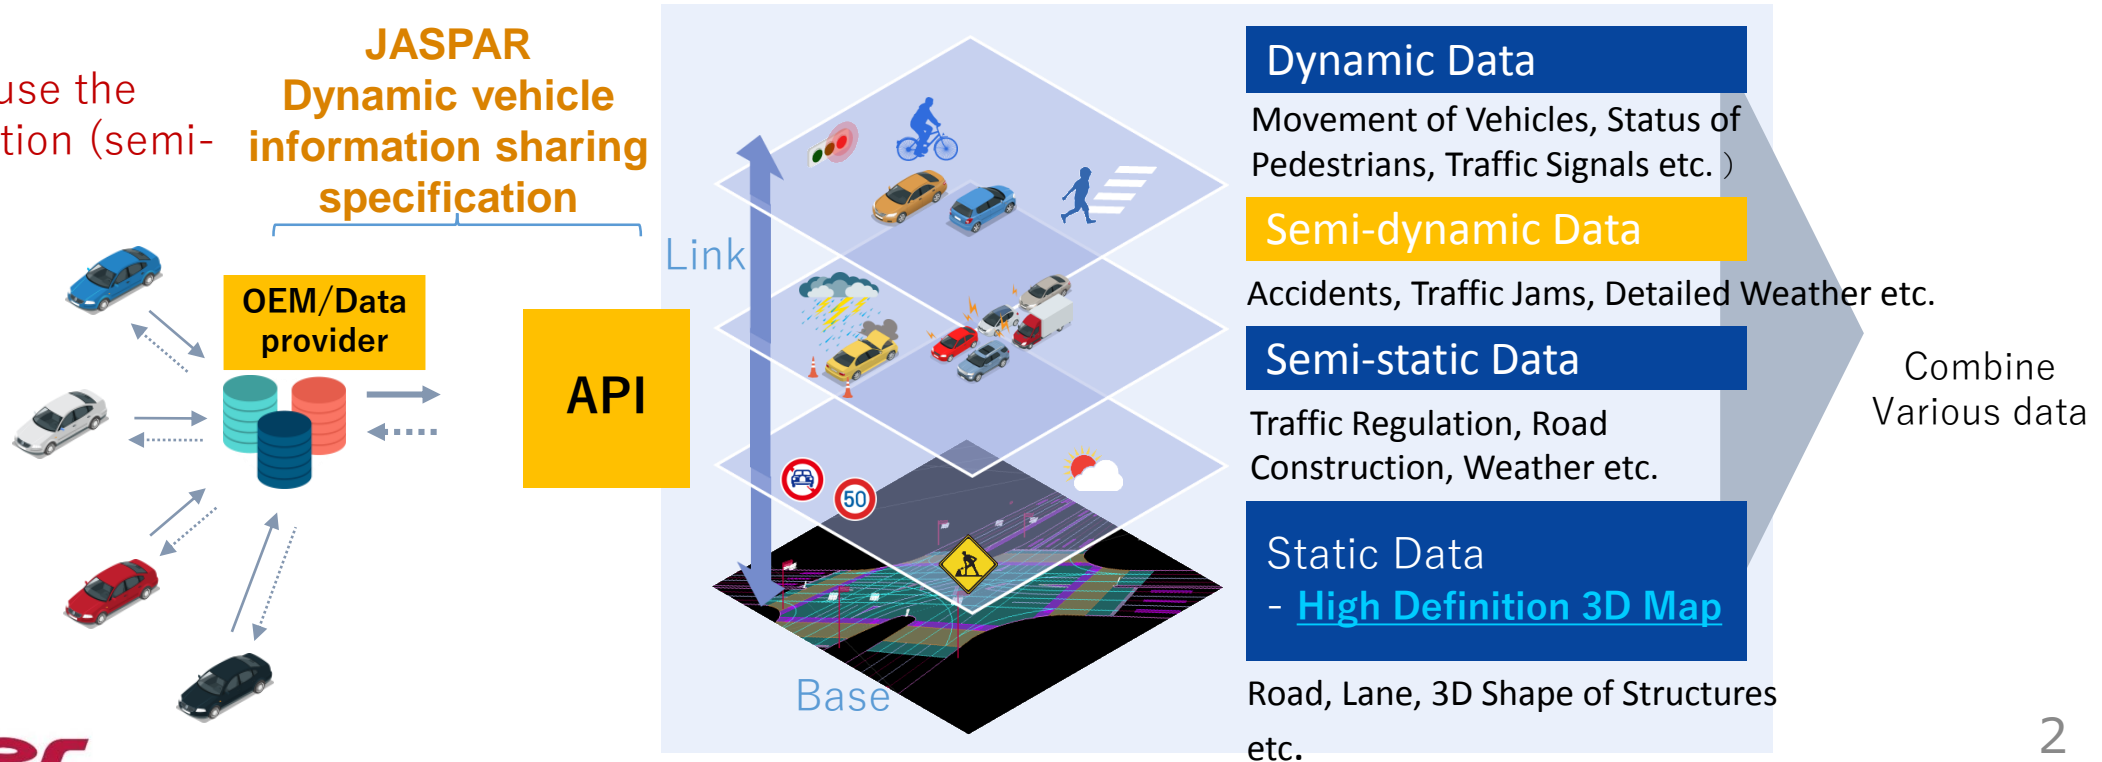 use the
tion (semi-
JASPAR
Dynamic vehicle
information sharing
specification
OEM/Data
provider
API
Link
50
Base
Dynamic Data
Movement of Vehicles, Status of
Pedestrians, Traffic Signals etc.）
Semi-dynamic Data
Accidents, Traffic Jams, Detailed Weather etc.
Semi-static Data
Traffic Regulation, Road
Construction, Weather etc.
Static Data
- High Definition 3D Map
Road, Lane, 3D Shape of Structures
etc.
Combine
Various data
2